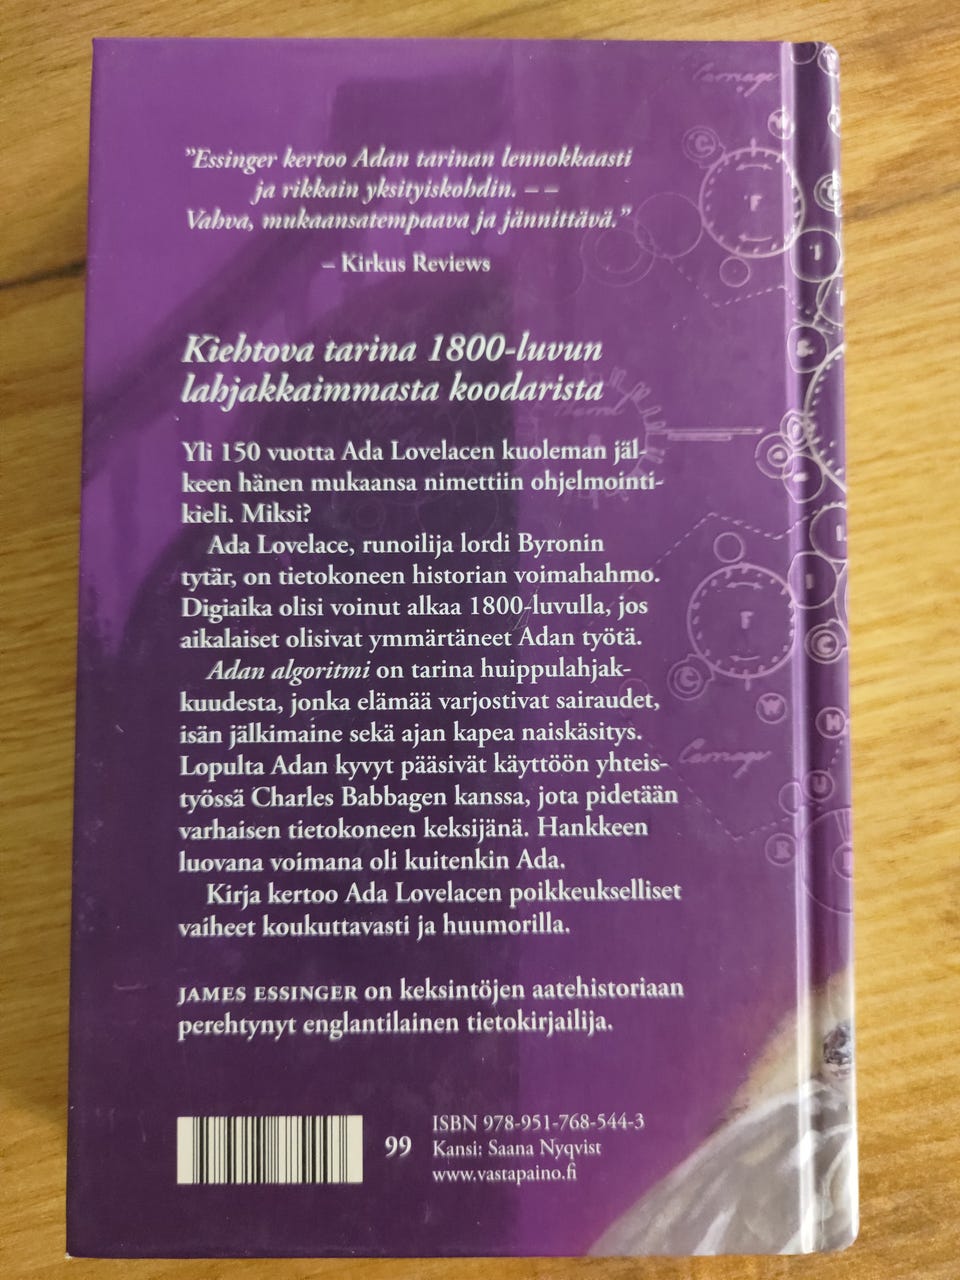 Carriage
”Essinger kertoo Adan tarinan lennokkaasti
ja rikkain yksityiskohdin. – –
Vahva, mukaansatempaava ja jännittävä.”
– Kirkus Reviews
Kiehtova tarina 1800-luvun
lahjakkaimmasta koodarista
Yli 150 vuotta Ada Lovelacen kuoleman jäl-
keen hänen mukaansa nimettiin ohjelmointi-
kieli. Miksi?
Ada Lovelace, runoilija lordi Byronin
tytär, on tietokoneen historian voimahahmo.
Digiaika olisi voinut alkaa 1800-luvulla, jos
aikalaiset olisivat ymmärtäneet Adan työtä.
Adan algoritmi on tarina huippulahjak-
kuudesta, jonka elämää varjostivat sairaudet,
isän jälkimaine sekä ajan kapea naiskäsitys.
Lopulta Adan kyvyt pääsivät käyttöön yhteis-
työssä Charles Babbagen kanssa, jota pidetään
varhaisen tietokoneen keksijänä. Hankkeen
luovana voimana oli kuitenkin Ada.
Kirja kertoo Ada Lovelacen poikkeukselliset
vaiheet koukuttavasti ja huumorilla.
JAMES ESSINGER on keksintöjen aatehistoriaan
perehtynyt englantilainen tietokirjailija.
99
ISBN 978-951-768-544-3
Kansi: Saana Nyqvist
www.vastapaino.fi
Carriage